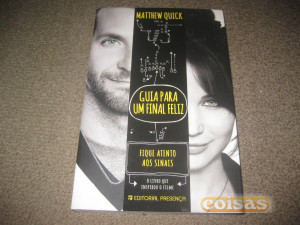 MATTHEW QUICK
GUIA PARA
UM FINAL FELIZ
FIQUE ATENTO
AOS SINAIS
O LIVRO QUE
INSPIROU O FILME
EDITORIAL PRESENÇA
coisas